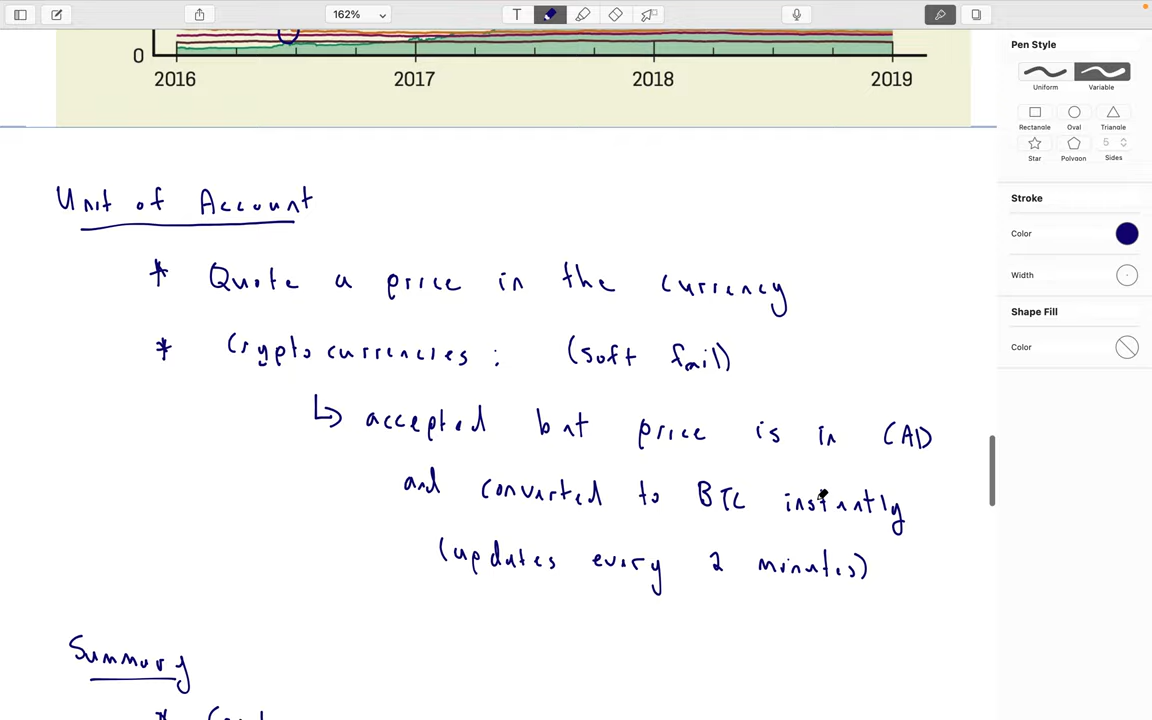 162%
T
0
2016 2017 2018 2019
Unit of Account
* Quote a price in the currency
* Cryptocurrencies : (soft fail)
↳ accepted but price is in CAD
and converted to BTC instantly
(updates every 2 minutes)
Summary
*
Pen Style
Uniform Variable
Rectangle Oval Triangle
5
Star Polygon Sides
Stroke
Color
Width
Shape Fill
Color